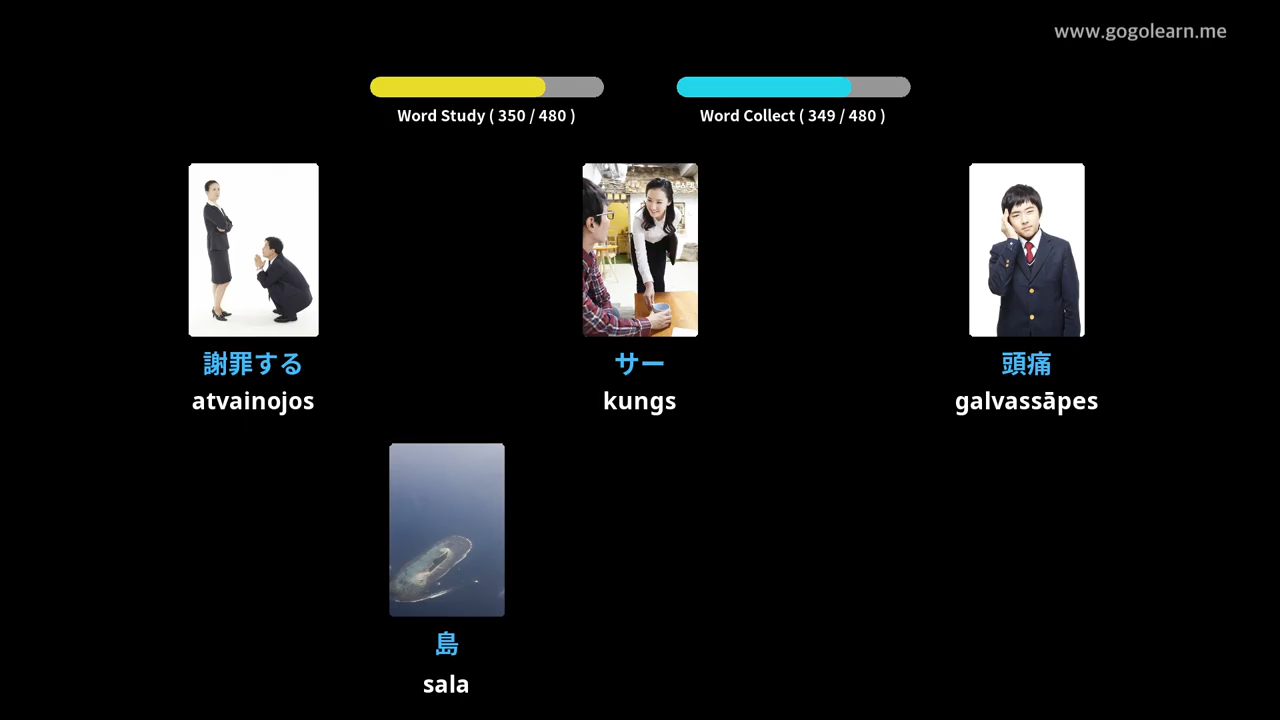 www.gogolearn.me
Word Study ( 350 / 480 )
Word Collect ( 349 / 480 )
謝罪する
atvainojos
サー
kungs
頭痛
galvassāpes
島
sala